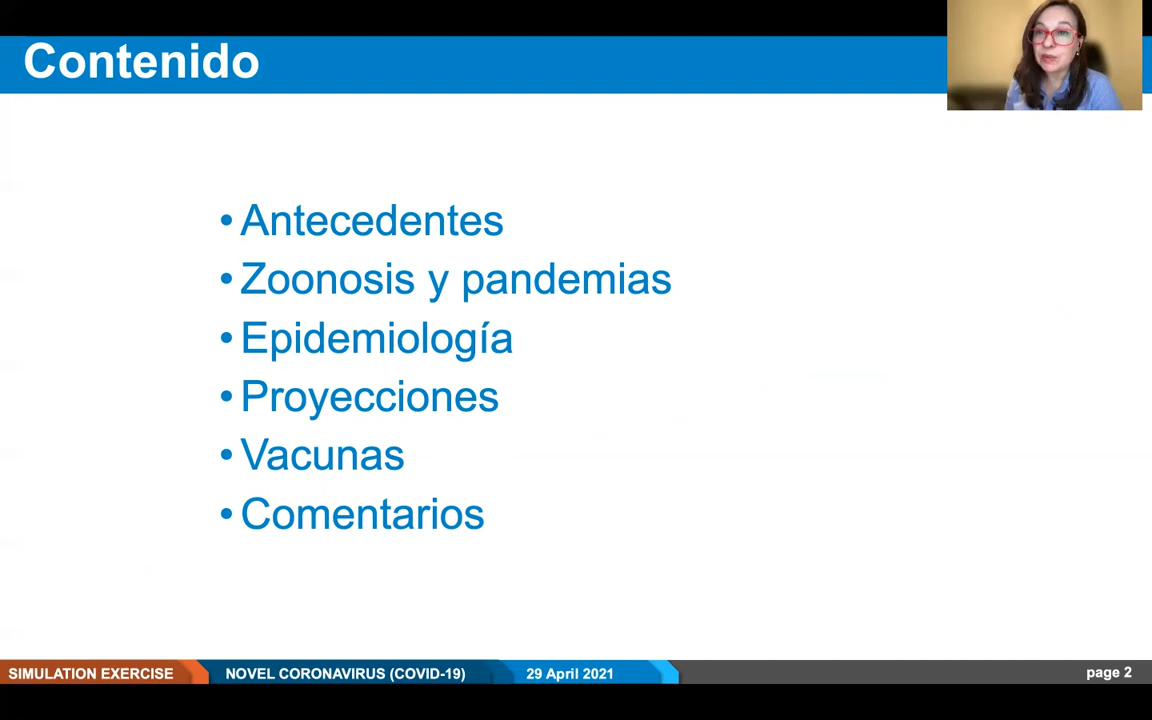 Contenido
• Antecedentes
• Zoonosis y pandemias
• Epidemiología
• Proyecciones
• Vacunas
• Comentarios
SIMULATION EXERCISE NOVEL CORONAVIRUS (COVID-19) 29 April 2021 page 2